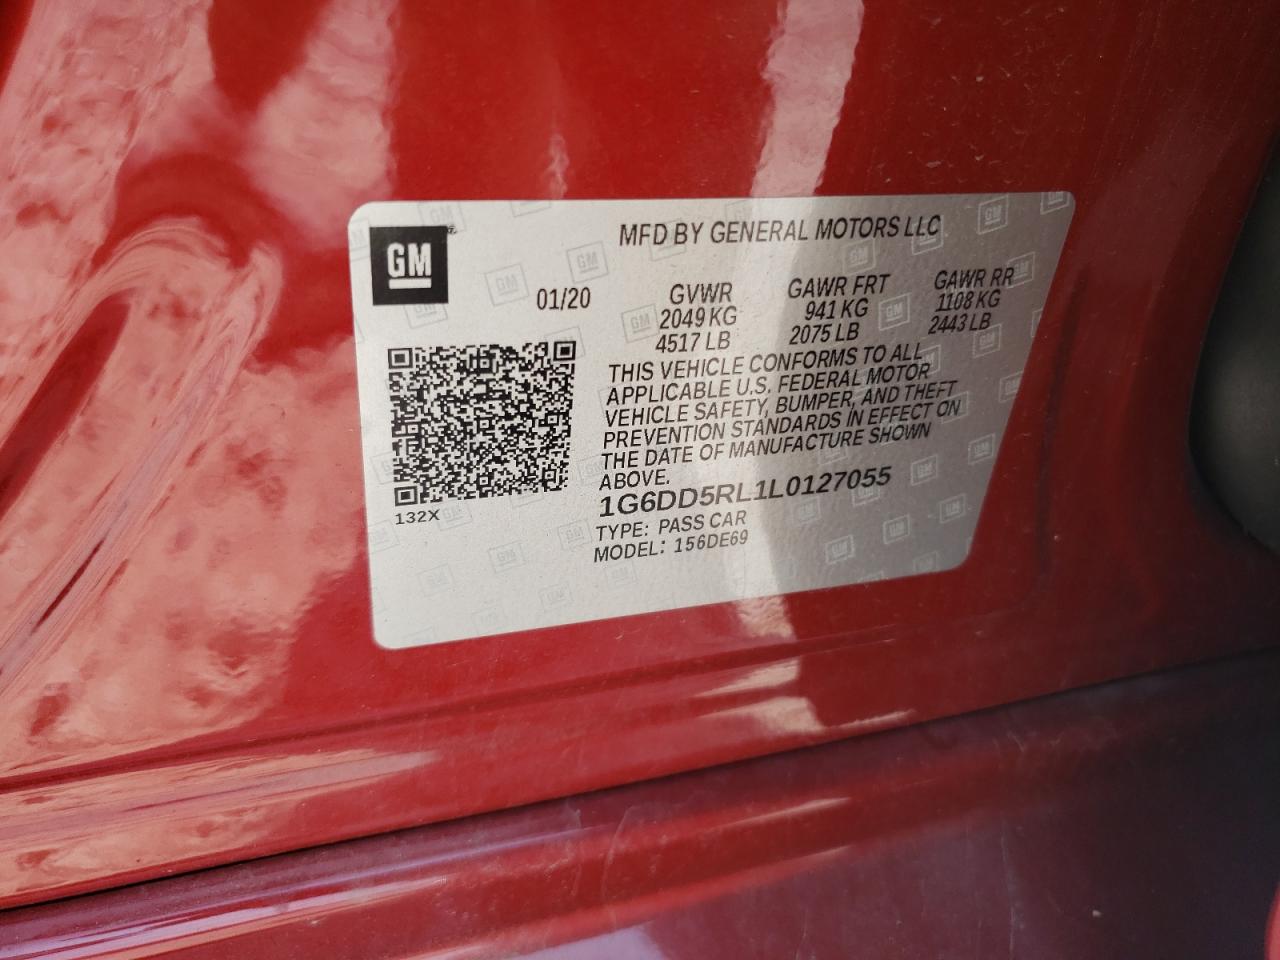 GM
MFD BY GENERAL MOTORS LLC
01/20
GVWR
2049 KG
4517 LB
GAWR FRT
941 KG
2075 LB
GAWR RR
1108 KG
2443 LB
THIS VEHICLE CONFORMS TO ALL
APPLICABLE U.S. FEDERAL MOTOR
VEHICLE SAFETY, BUMPER, AND THEFT
PREVENTION STANDARDS IN EFFECT ON
THE DATE OF MANUFACTURE SHOWN
ABOVE.
1G6DD5RL1L0127055
TYPE: PASS CAR
MODEL: 156DE69
132X